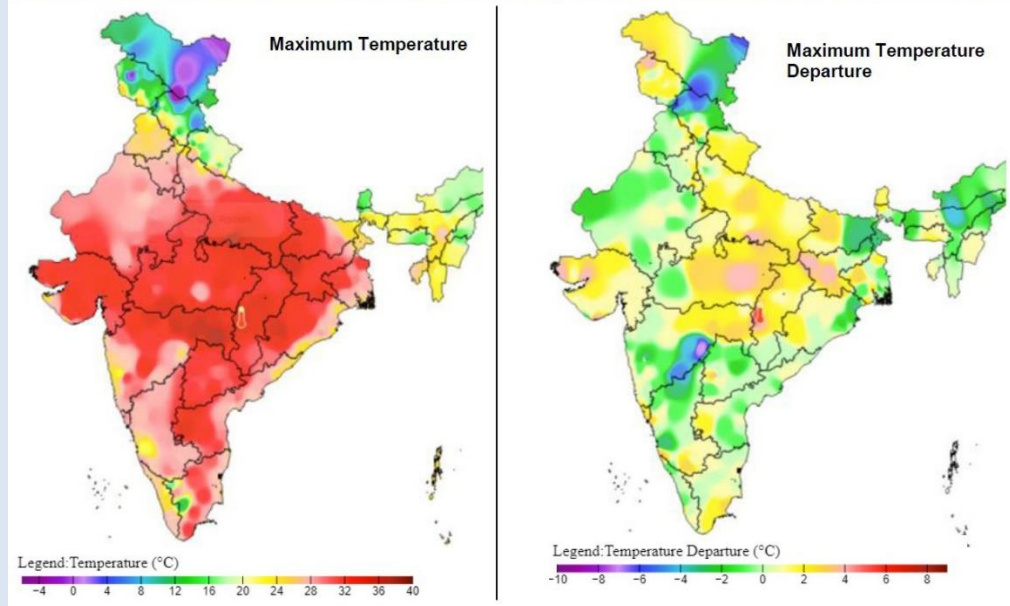 Maximum Temperature
Maximum Temperature
Departure
Legend:Temperature (°C)
−4 0 4 8 12 16 20 24 28 32 36 40
Legend:Temperature Departure (°C)
−10 −8 −6 −4 −2 0 2 4 6 8